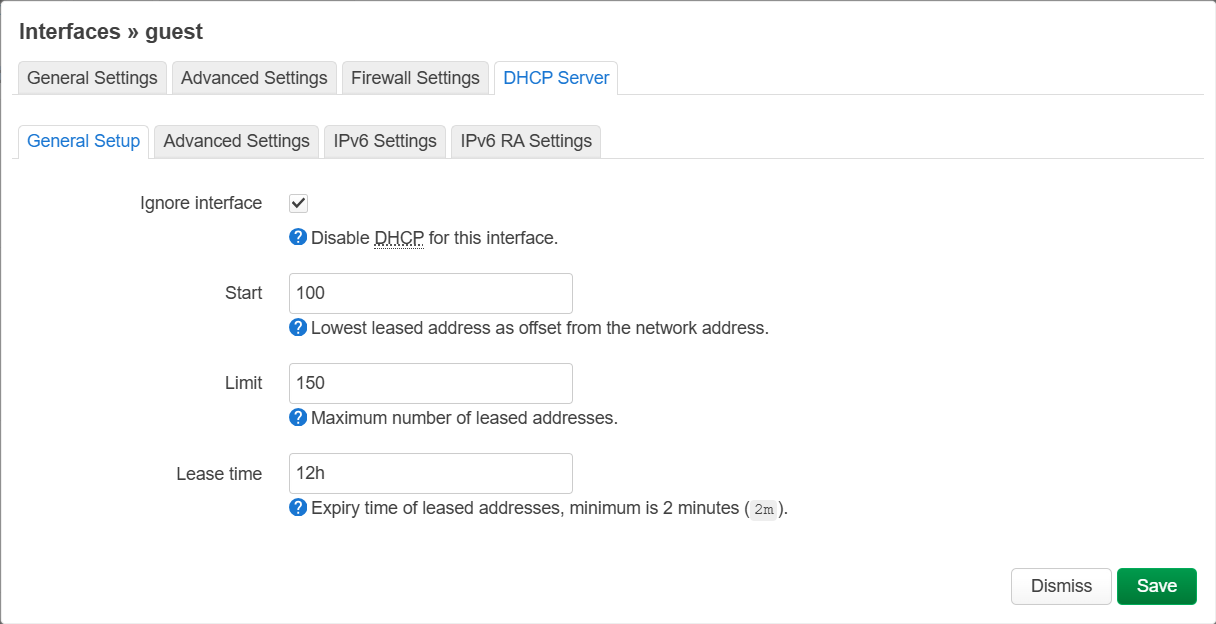 Interfaces » guest
General Settings Advanced Settings Firewall Settings DHCP Server
General Setup Advanced Settings IPv6 Settings IPv6 RA Settings
Ignore interface
Disable DHCP for this interface.
Start 100
Lowest leased address as offset from the network address.
Limit 150
Maximum number of leased addresses.
Lease time 12h
Expiry time of leased addresses, minimum is 2 minutes (2m).
Dismiss Save